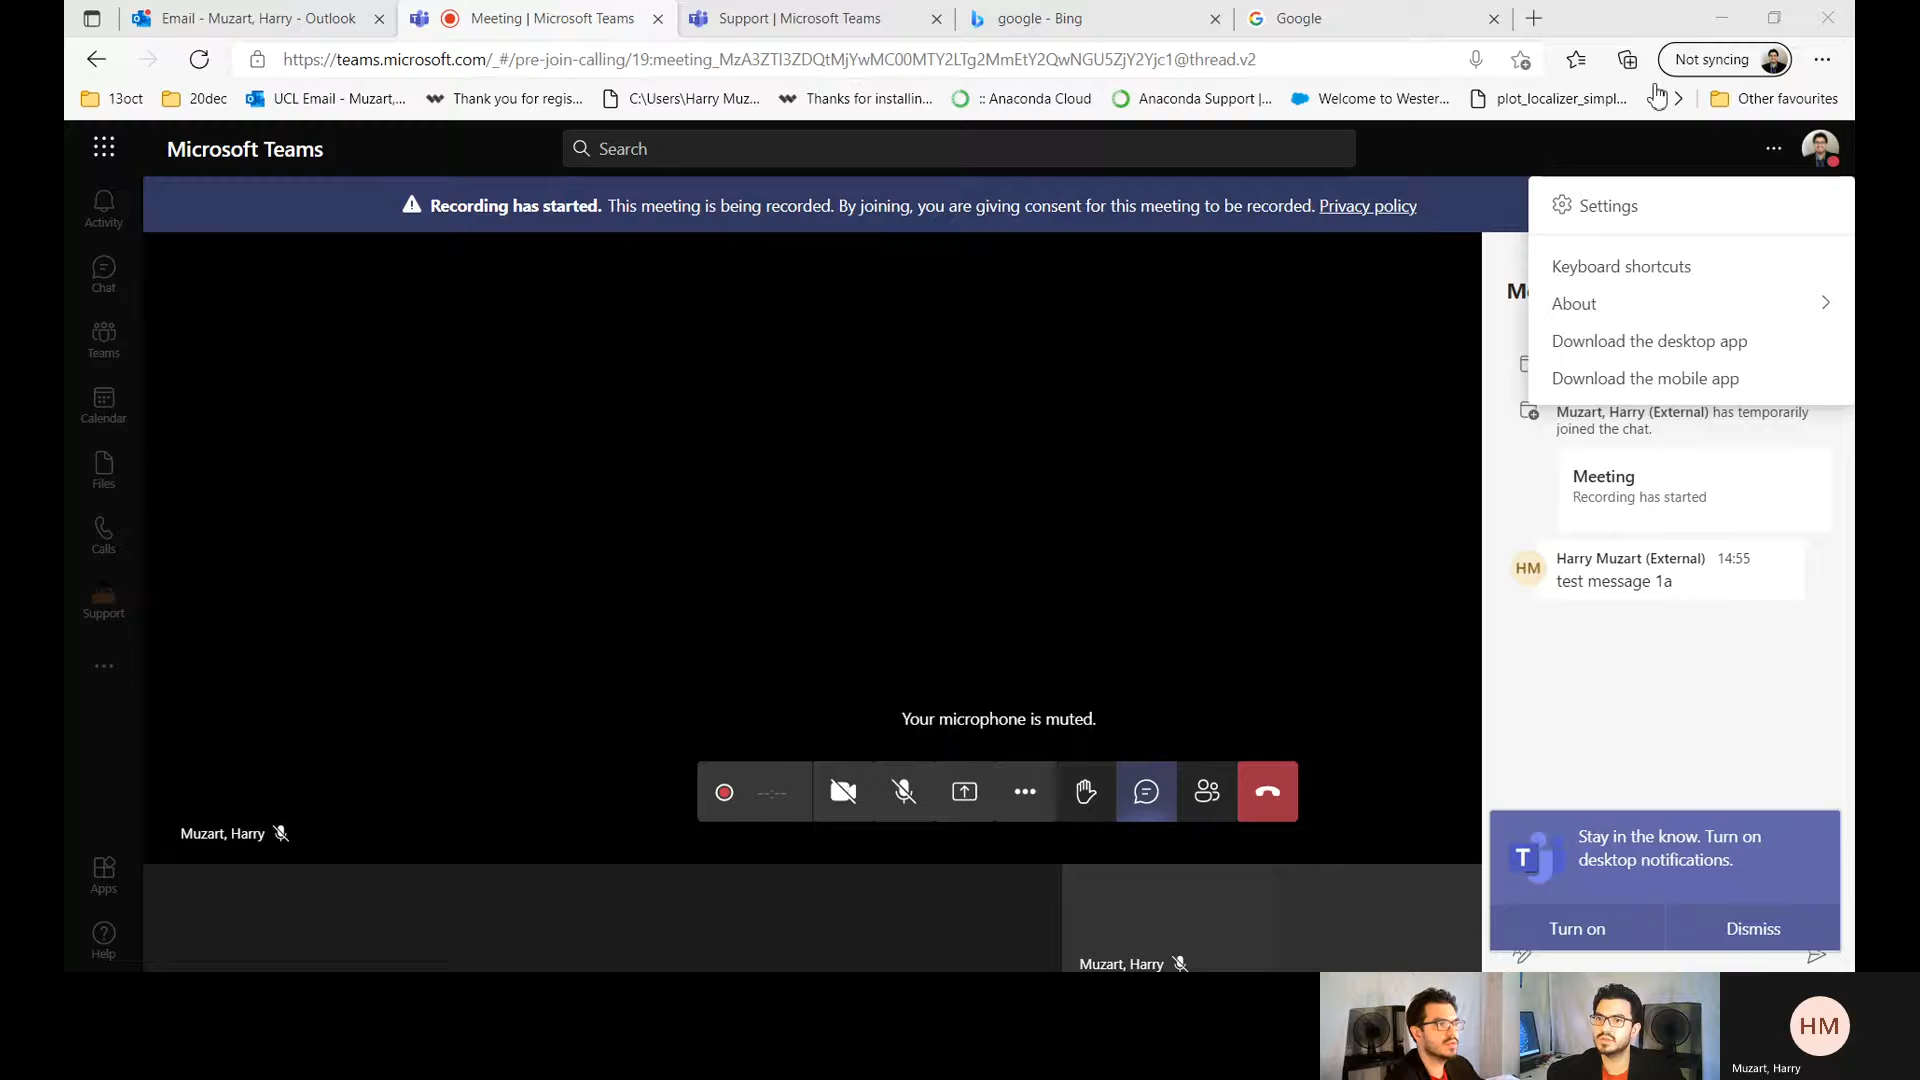 Email - Muzart, Harry - Outlook
Meeting | Microsoft Teams
Support | Microsoft Teams
google - Bing
Google
https://teams.microsoft.com/_#/pre-join-calling/19:meeting_MzA3ZTI3ZDQtMjYwMC00MTY2LTg2MmEtY2QwNGU5ZjY2Yjc1@thread.v2
Not syncing
13oct
20dec
UCL Email - Muzart,...
Thank you for regis...
C:\Users\Harry Muz...
Thanks for installin...
:: Anaconda Cloud
Anaconda Support |...
Welcome to Wester...
plot_localizer_simpl...
Other favourites
Microsoft Teams
Search
Recording has started. This meeting is being recorded. By joining, you are giving consent for this meeting to be recorded. Privacy policy
Activity
Chat
Teams
Calendar
Files
Calls
Support
Apps
Help
Settings
Keyboard shortcuts
About
Download the desktop app
Download the mobile app
Muzart, Harry (External) has temporarily
joined the chat.
Meeting
Recording has started
HM
Harry Muzart (External) 14:55
test message 1a
Your microphone is muted.
--:--
Muzart, Harry
Muzart, Harry
T
Stay in the know. Turn on
desktop notifications.
Turn on
Dismiss
HM
Muzart, Harry